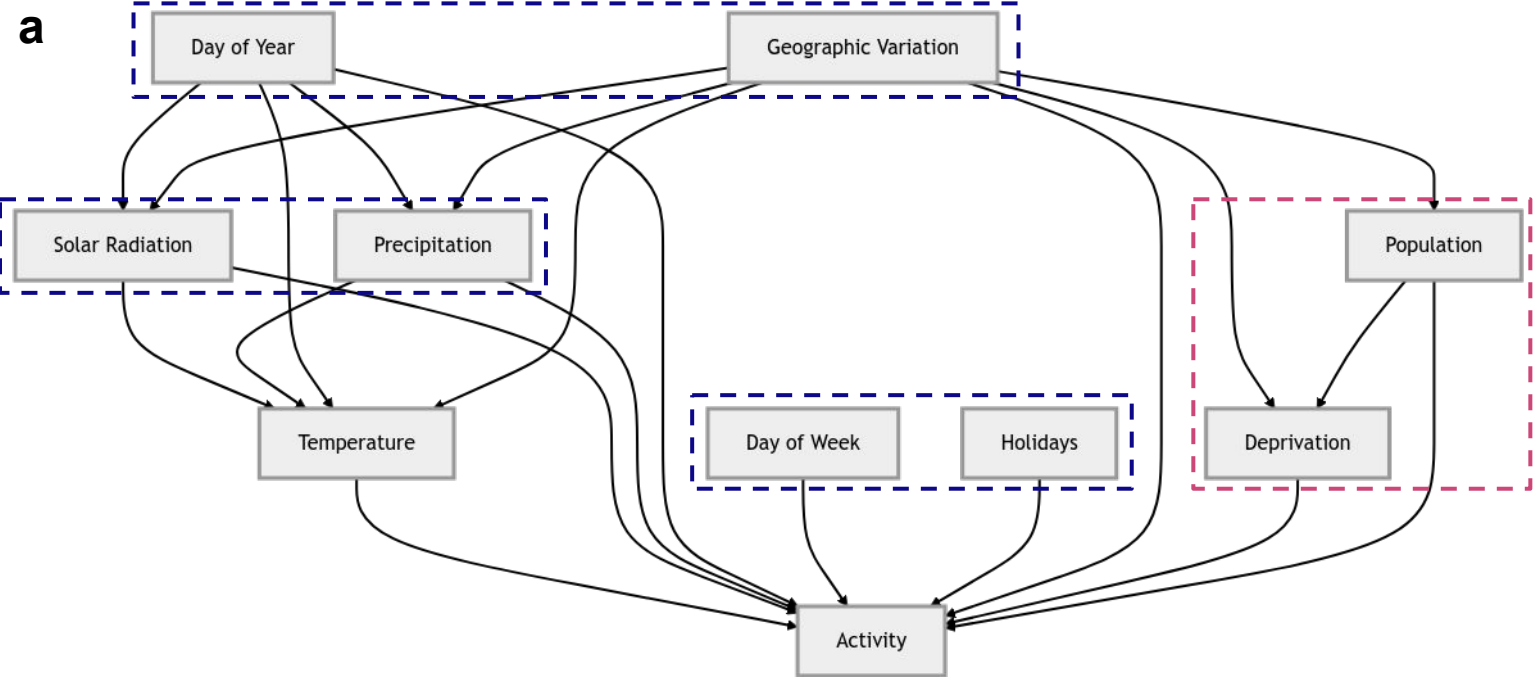 a
Day of Year
Geographic Variation
Solar Radiation
Precipitation
Population
Temperature
Day of Week
Holidays
Deprivation
Activity